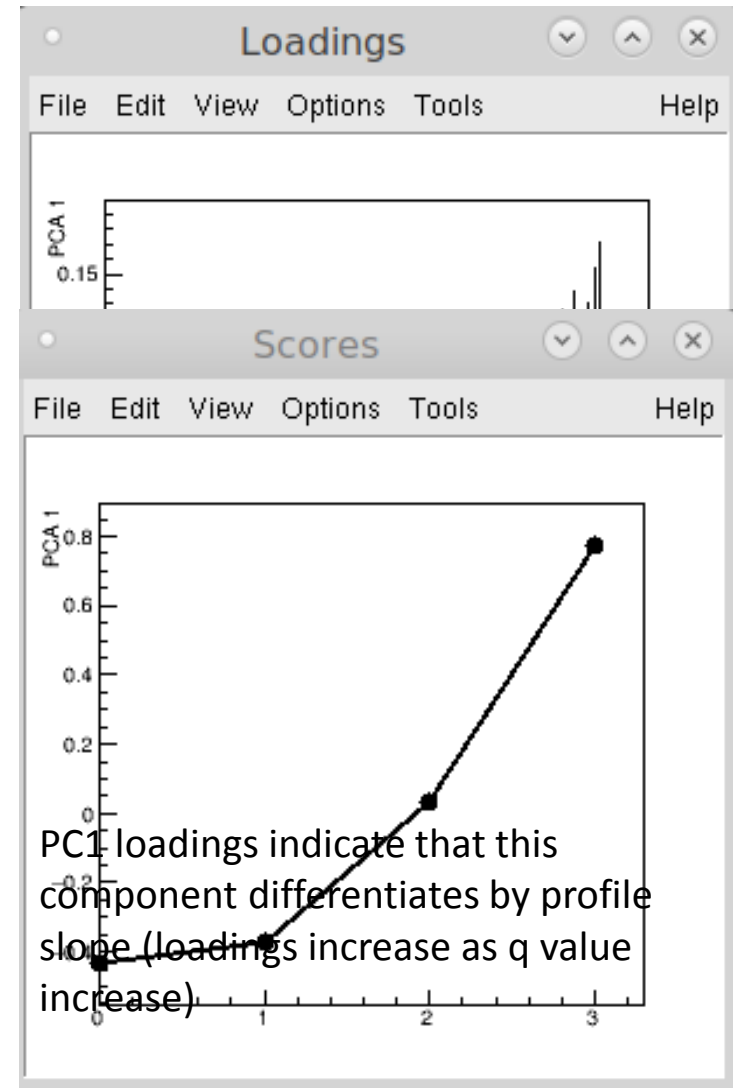 Loadings
File Edit View Options Tools Help
PCA 1
0.15
Scores
File Edit View Options Tools Help
PCA 1
0.8
0.6
0.4
0.2
0
PC1 loadings indicate that this
-0.2
component differentiates by profile
slope (loadings increase as q value
increase)
0 1 2 3